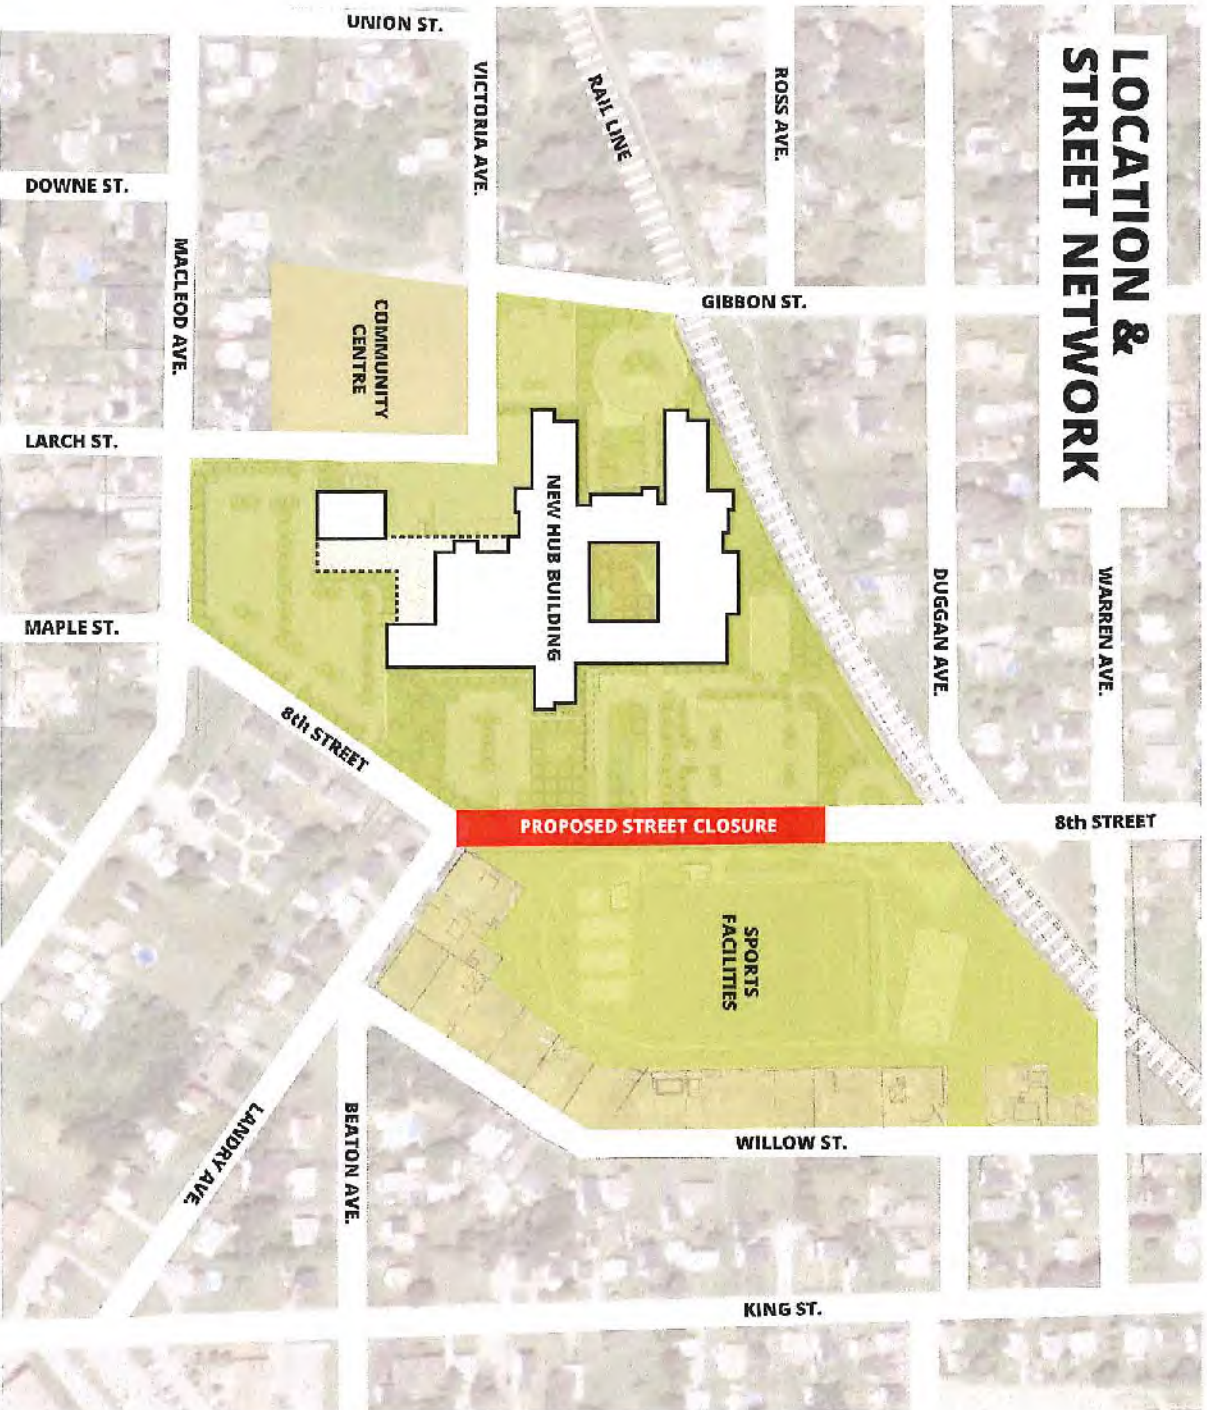 LOCATION &
STREET NETWORK
UNION ST.
VICTORIA AVE.
RAIL LINE
ROSS AVE.
DOWNE ST.
MACLEOD AVE.
COMMUNITY
CENTRE
GIBBON ST.
LARCH ST.
NEW HUB BUILDING
MAPLE ST.
DUGGAN AVE.
WARREN AVE.
8th STREET
PROPOSED STREET CLOSURE
8th STREET
SPORTS
FACILITIES
LANDRY AVE.
BEATON AVE.
WILLOW ST.
KING ST.